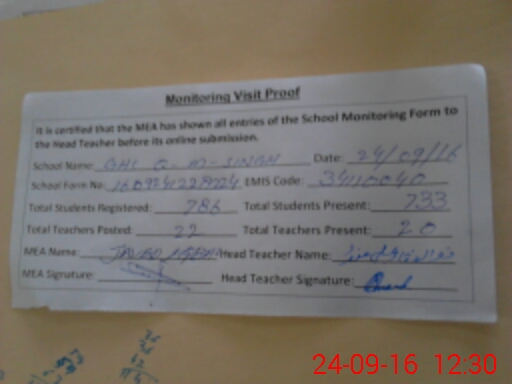 Monitoring Visit Proof
It is certified that the MEA has shown all entries of the School Monitoring Form to
the Head Teacher before its online submission.
School Name: GHS G-M-SINGH Date: 24/09/16
School Form No: EMIS Code: 34110040
Total Students Registered: 786 Total Students Present: 733
Total Teachers Posted: 22 Total Teachers Present: 20
MEA Name: Head Teacher Name:
MEA Signature: Head Teacher Signature:
24-09-16 12:30